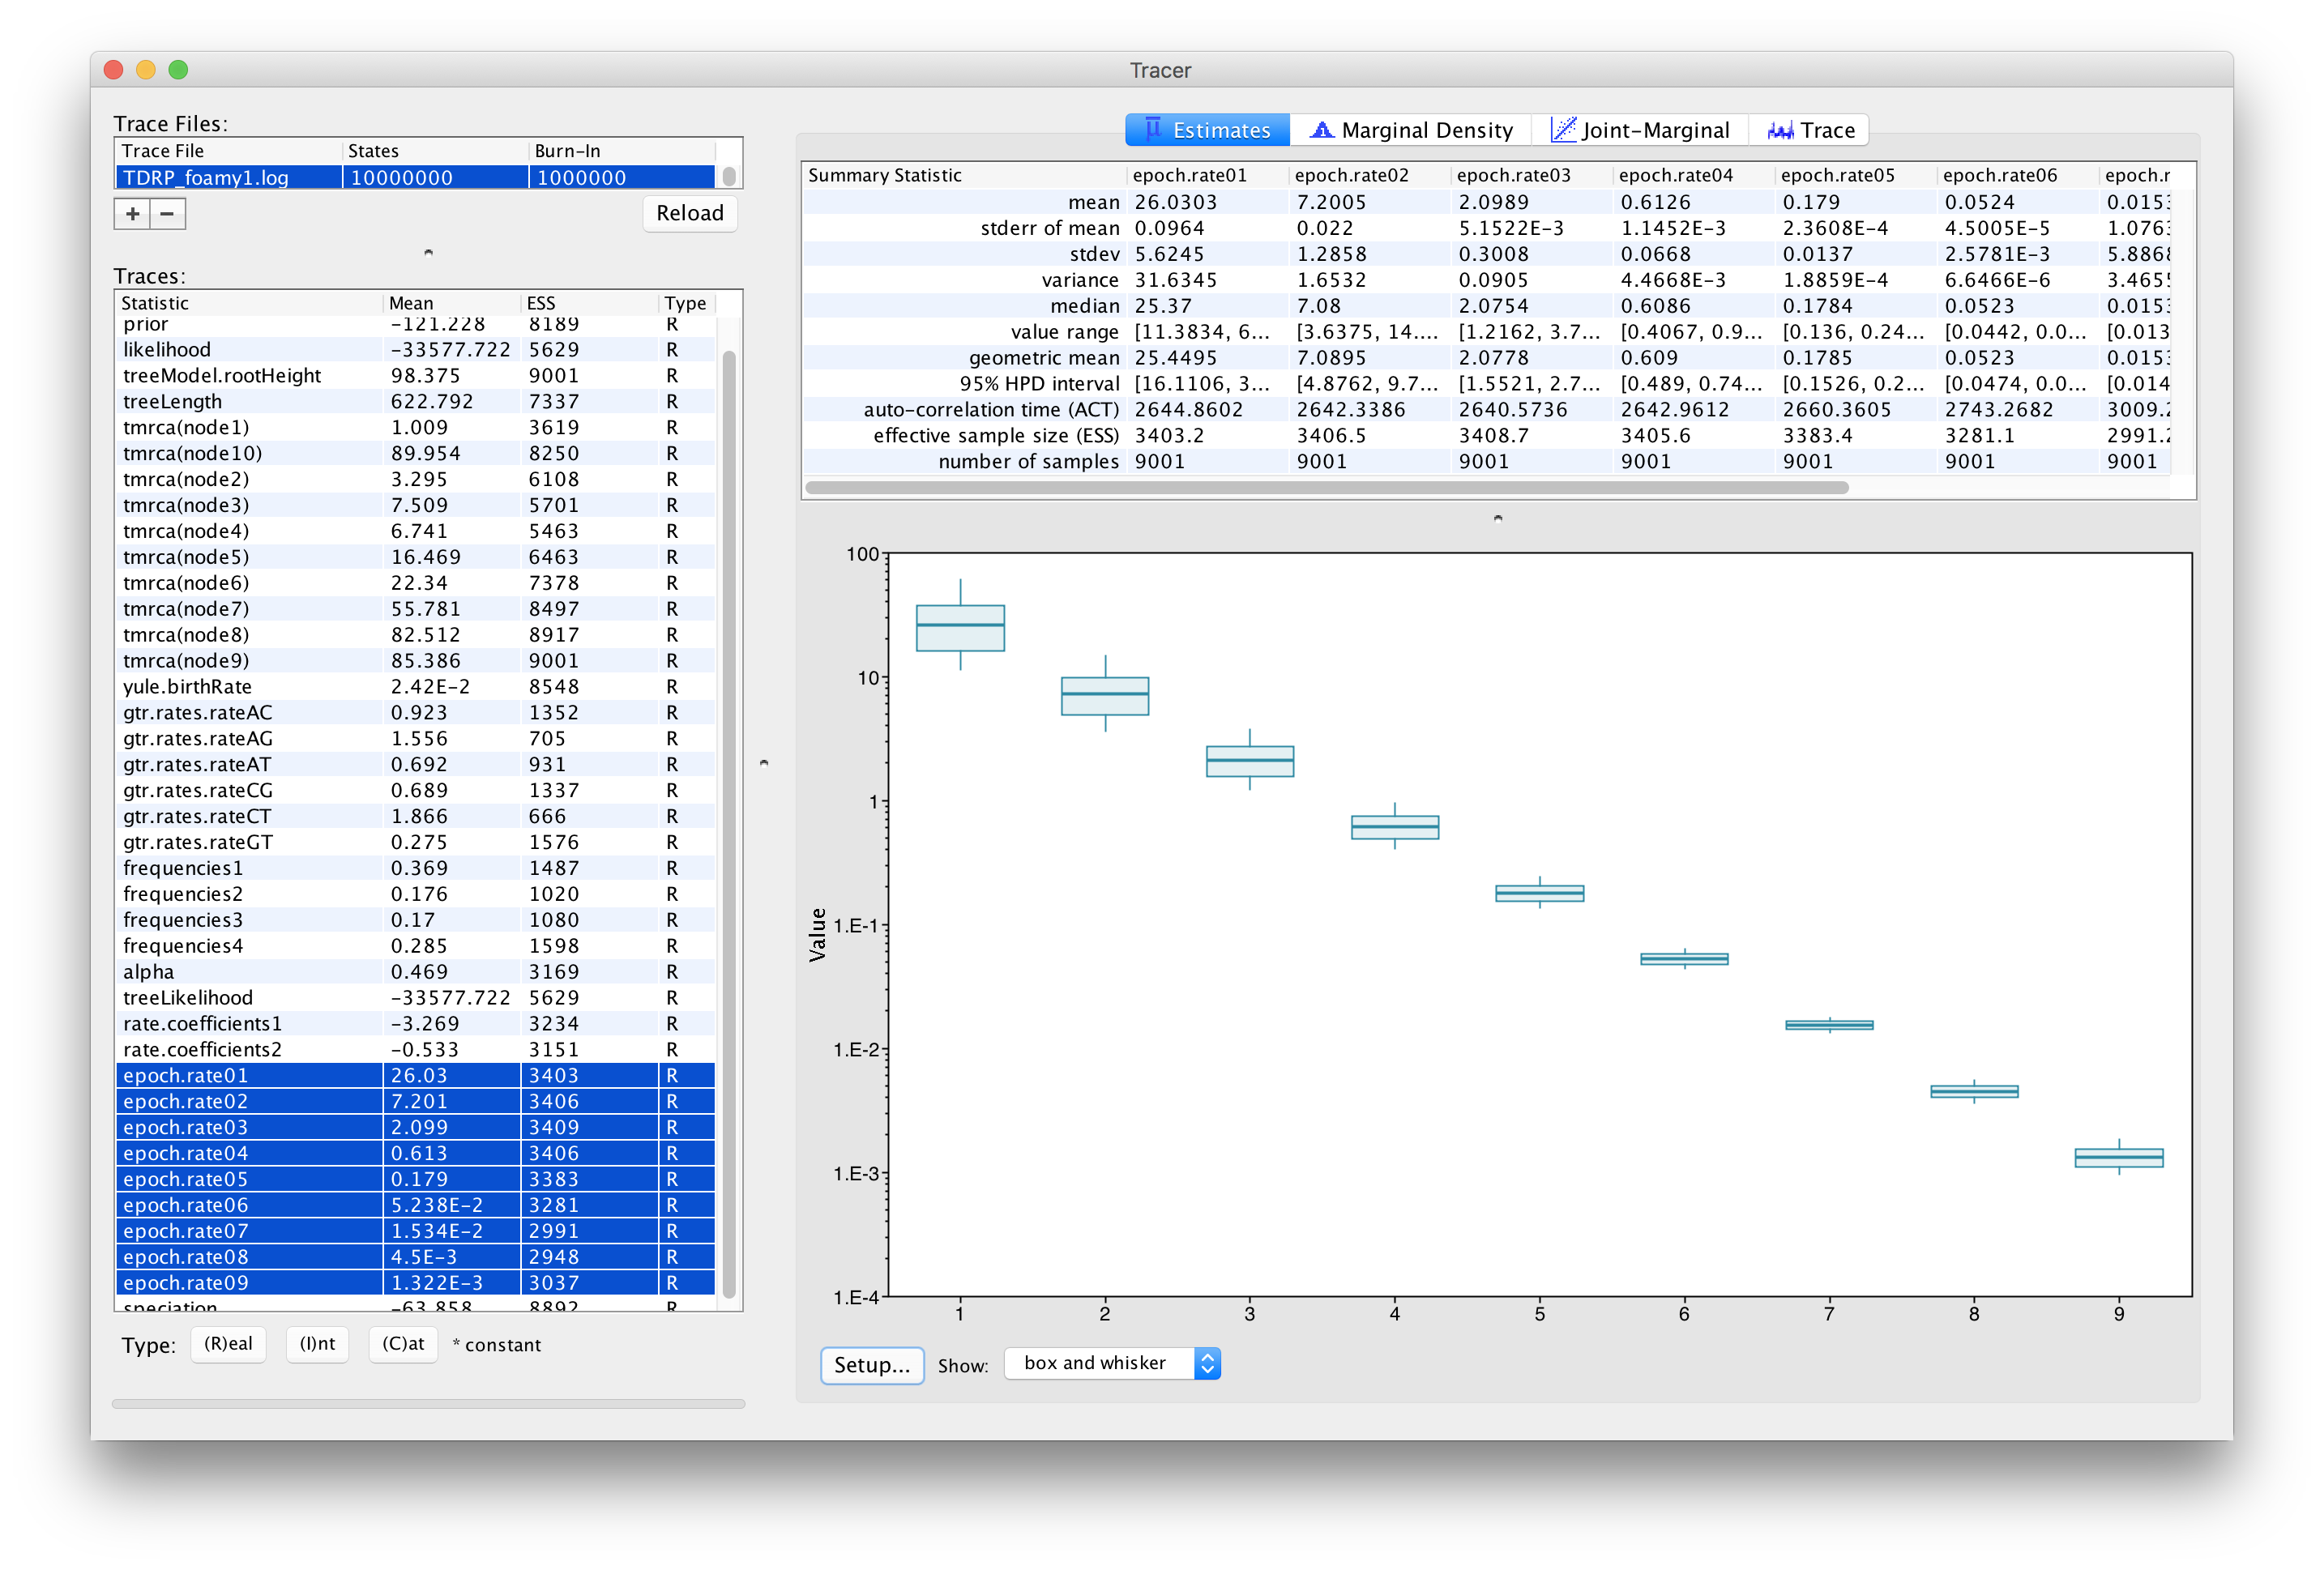 Tracer
Trace Files:
Trace File States Burn-In
TDRP_foamy1.log 10000000 1000000
+ − Reload
Traces:
Statistic Mean ESS Type
prior −121.228 8189 R
likelihood −33577.722 5629 R
treeModel.rootHeight 98.375 9001 R
treeLength 622.792 7337 R
tmrca(node1) 1.009 3619 R
tmrca(node10) 89.954 8250 R
tmrca(node2) 3.295 6108 R
tmrca(node3) 7.509 5701 R
tmrca(node4) 6.741 5463 R
tmrca(node5) 16.469 6463 R
tmrca(node6) 22.34 7378 R
tmrca(node7) 55.781 8497 R
tmrca(node8) 82.512 8917 R
tmrca(node9) 85.386 9001 R
yule.birthRate 2.42E−2 8548 R
gtr.rates.rateAC 0.923 1352 R
gtr.rates.rateAG 1.556 705 R
gtr.rates.rateAT 0.692 931 R
gtr.rates.rateCG 0.689 1337 R
gtr.rates.rateCT 1.866 666 R
gtr.rates.rateGT 0.275 1576 R
frequencies1 0.369 1487 R
frequencies2 0.176 1020 R
frequencies3 0.17 1080 R
frequencies4 0.285 1598 R
alpha 0.469 3169 R
treeLikelihood −33577.722 5629 R
rate.coefficients1 −3.269 3234 R
rate.coefficients2 −0.533 3151 R
epoch.rate01 26.03 3403 R
epoch.rate02 7.201 3406 R
epoch.rate03 2.099 3409 R
epoch.rate04 0.613 3406 R
epoch.rate05 0.179 3383 R
epoch.rate06 5.238E−2 3281 R
epoch.rate07 1.534E−2 2991 R
epoch.rate08 4.5E−3 2948 R
epoch.rate09 1.322E−3 3037 R
speciation −63.858 8892 R
Type: (R)eal (I)nt (C)at * constant
μ Estimates Marginal Density Joint-Marginal Trace
Summary Statistic epoch.rate01 epoch.rate02 epoch.rate03 epoch.rate04 epoch.rate05 epoch.rate06 epoch.r
mean 26.0303 7.2005 2.0989 0.6126 0.179 0.0524 0.0153
stderr of mean 0.0964 0.022 5.1522E−3 1.1452E−3 2.3608E−4 4.5005E−5 1.0763
stdev 5.6245 1.2858 0.3008 0.0668 0.0137 2.5781E−3 5.8868
variance 31.6345 1.6532 0.0905 4.4668E−3 1.8859E−4 6.6466E−6 3.4655
median 25.37 7.08 2.0754 0.6086 0.1784 0.0523 0.0153
value range [11.3834, 6... [3.6375, 14.... [1.2162, 3.7... [0.4067, 0.9... [0.136, 0.24... [0.0442, 0.0... [0.013
geometric mean 25.4495 7.0895 2.0778 0.609 0.1785 0.0523 0.0153
95% HPD interval [16.1106, 3... [4.8762, 9.7... [1.5521, 2.7... [0.489, 0.74... [0.1526, 0.2... [0.0474, 0.0... [0.014
auto-correlation time (ACT) 2644.8602 2642.3386 2640.5736 2642.9612 2660.3605 2743.2682 3009.2
effective sample size (ESS) 3403.2 3406.5 3408.7 3405.6 3383.4 3281.1 2991.2
number of samples 9001 9001 9001 9001 9001 9001 9001
Value
100
10
1
1.E-1
1.E-2
1.E-3
1.E-4
1 2 3 4 5 6 7 8 9
Setup... Show: box and whisker